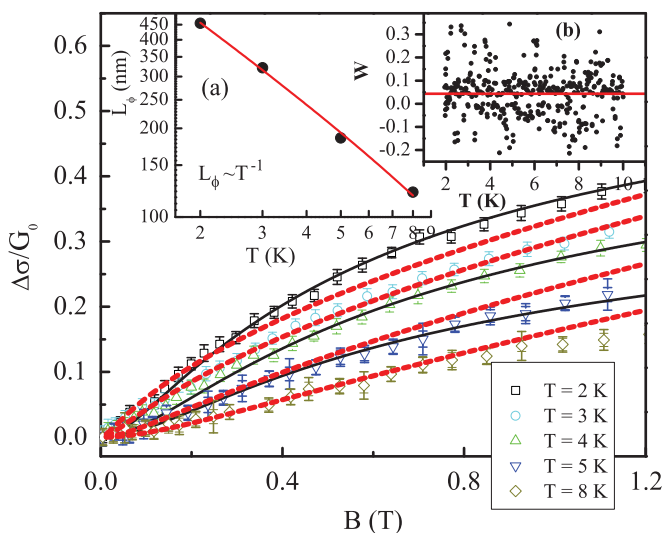 0.6
0.5
0.4
0.3
0.2
0.1
0.0
Δσ/G₀
0.0 0.4 0.8 1.2
B (T)
450
400
350
300
250
200
150
100
L_ϕ (nm)
(a)
L_ϕ~T⁻¹
2 3 4 5 6 7 8 9
T (K)
(b)
0.3
0.2
0.1
0.0
-0.1
-0.2
W
2 4 6 8 10
T (K)
T = 2 K
T = 3 K
T = 4 K
T = 5 K
T = 8 K